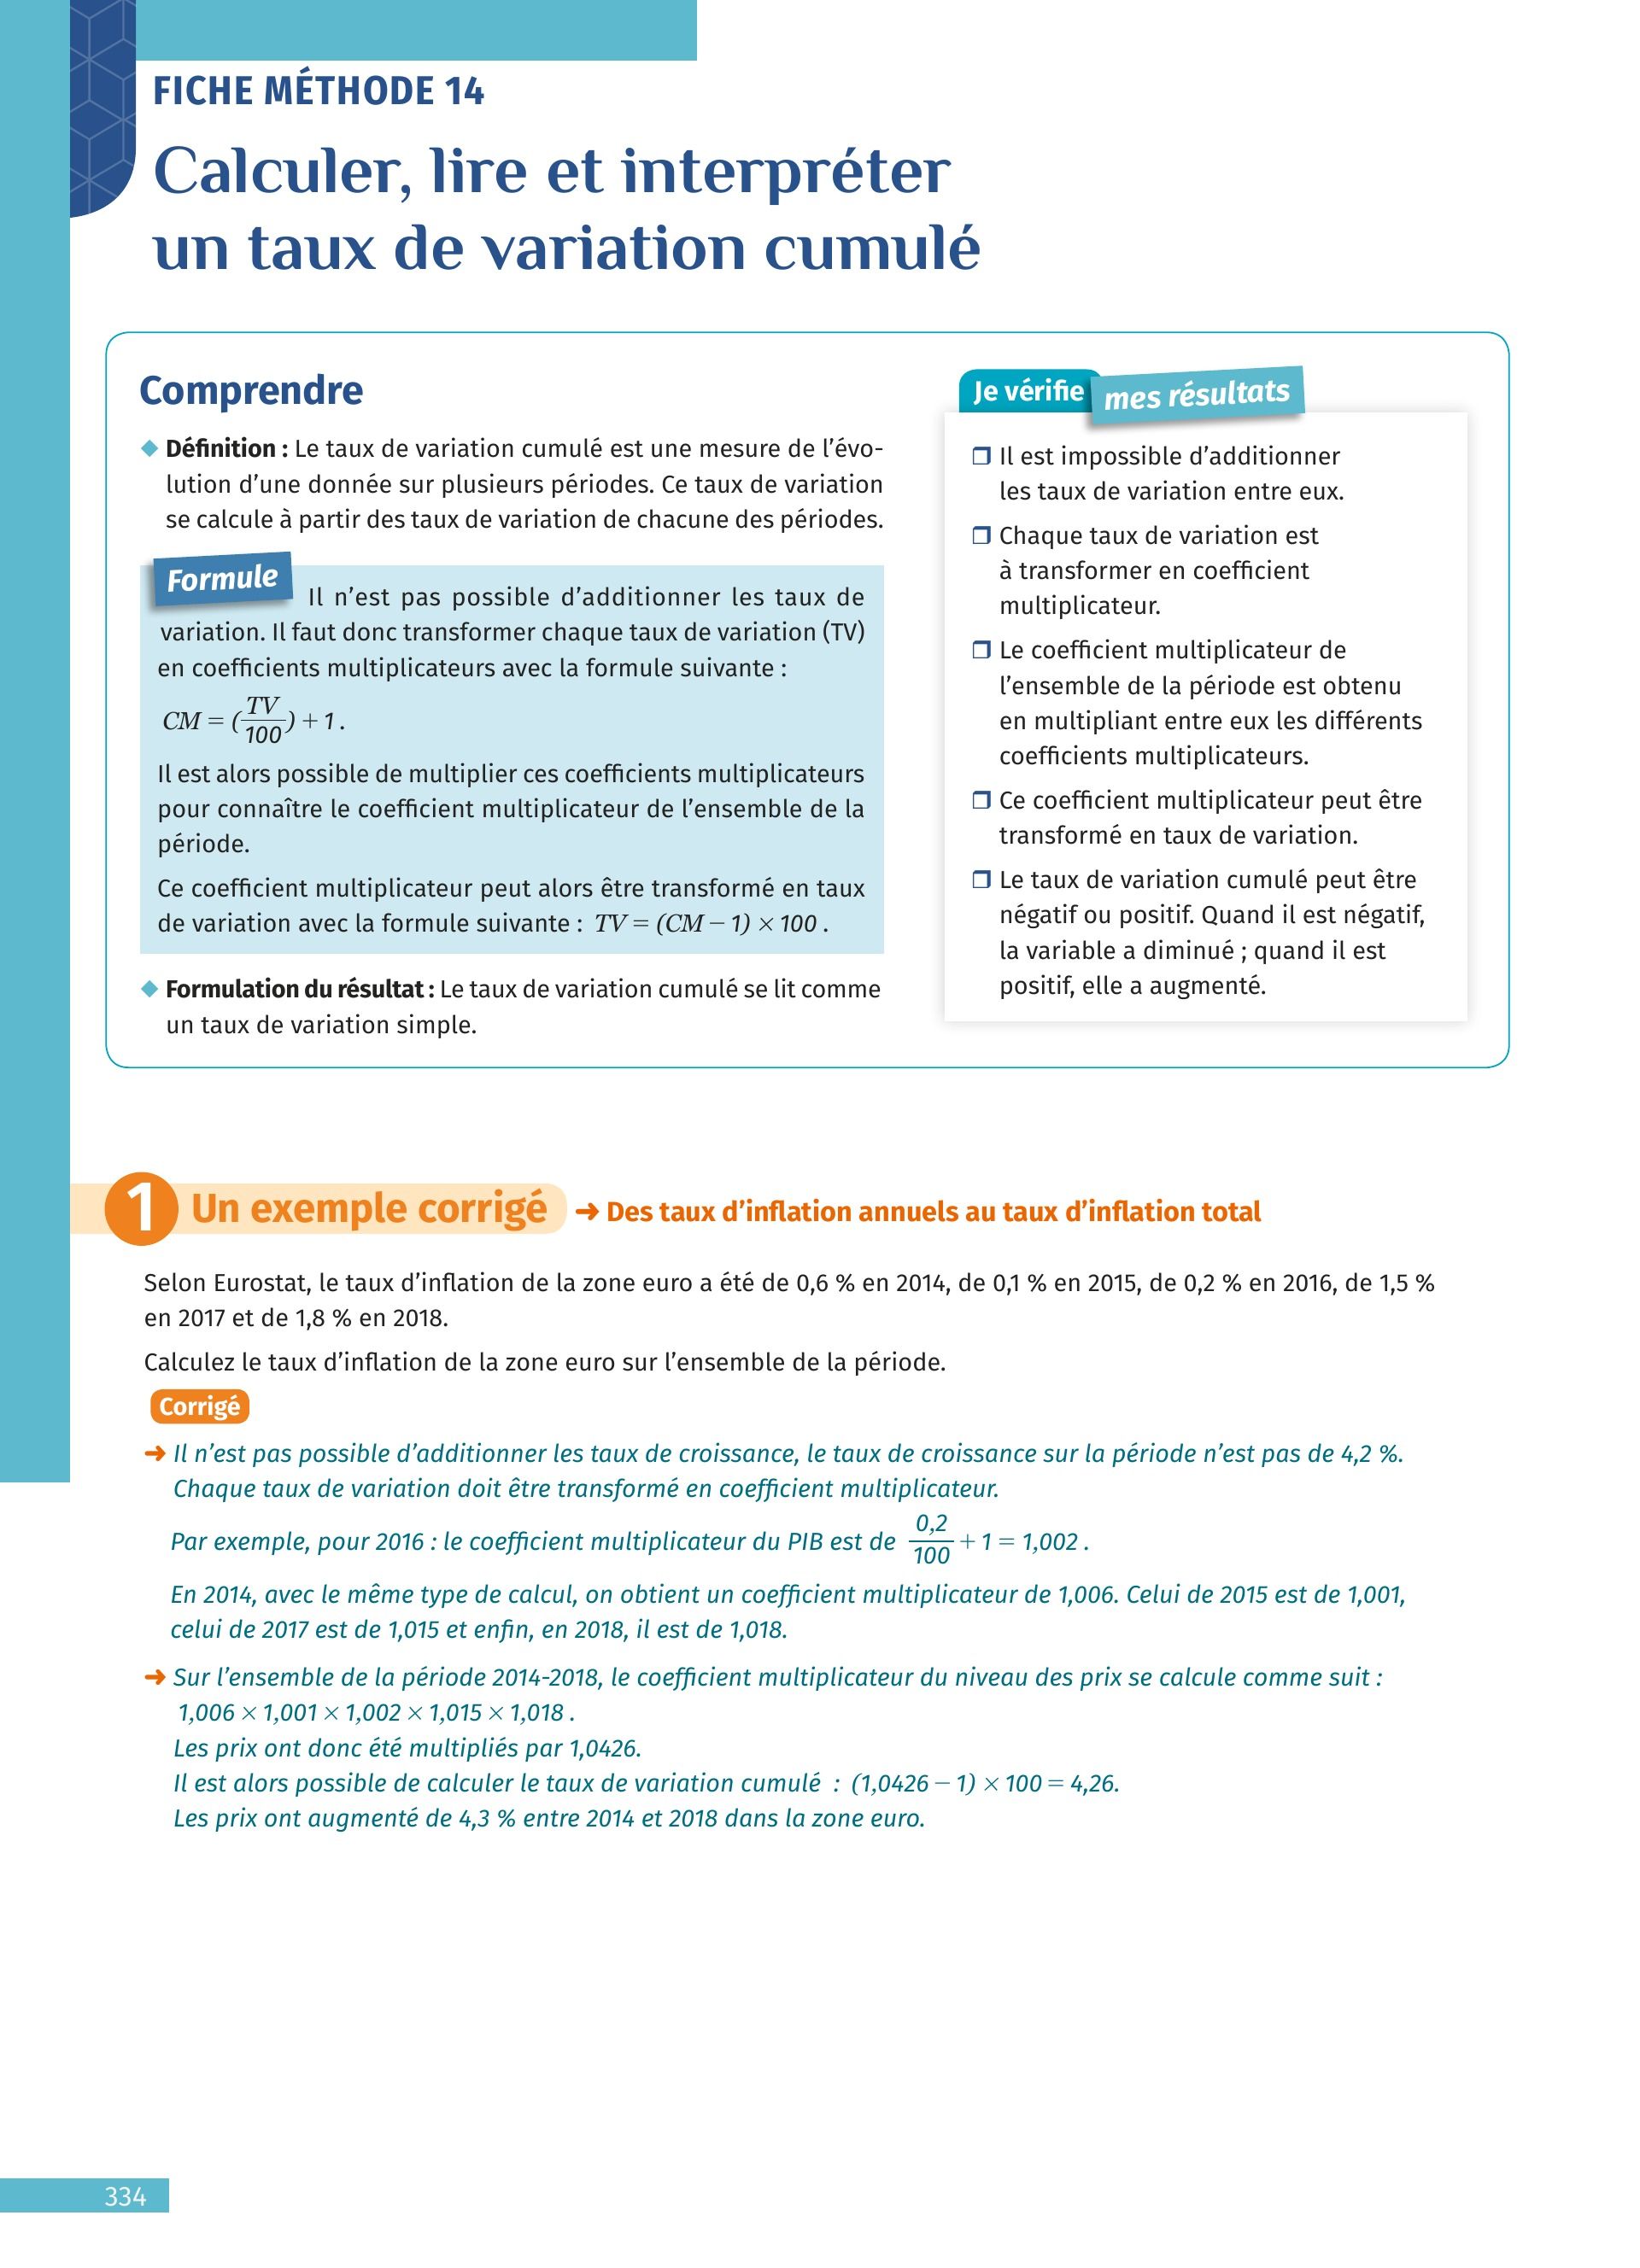 FICHE MÉTHODE 14
Calculer, lire et interpréter
un taux de variation cumulé
Comprendre
◆ Définition : Le taux de variation cumulé est une mesure de l’évo-
lution d’une donnée sur plusieurs périodes. Ce taux de variation
se calcule à partir des taux de variation de chacune des périodes.
Formule
Il n’est pas possible d’additionner les taux de
variation. Il faut donc transformer chaque taux de variation (TV)
en coefficients multiplicateurs avec la formule suivante :
CM = (TV/100) + 1 .
Il est alors possible de multiplier ces coefficients multiplicateurs
pour connaître le coefficient multiplicateur de l’ensemble de la
période.
Ce coefficient multiplicateur peut alors être transformé en taux
de variation avec la formule suivante : TV = (CM − 1) × 100 .
◆ Formulation du résultat : Le taux de variation cumulé se lit comme
un taux de variation simple.
Je vérifie mes résultats
❒ Il est impossible d’additionner
les taux de variation entre eux.
❒ Chaque taux de variation est
à transformer en coefficient
multiplicateur.
❒ Le coefficient multiplicateur de
l’ensemble de la période est obtenu
en multipliant entre eux les différents
coefficients multiplicateurs.
❒ Ce coefficient multiplicateur peut être
transformé en taux de variation.
❒ Le taux de variation cumulé peut être
négatif ou positif. Quand il est négatif,
la variable a diminué ; quand il est
positif, elle a augmenté.
1 Un exemple corrigé ➜ Des taux d’inflation annuels au taux d’inflation total
Selon Eurostat, le taux d’inflation de la zone euro a été de 0,6 % en 2014, de 0,1 % en 2015, de 0,2 % en 2016, de 1,5 %
en 2017 et de 1,8 % en 2018.
Calculez le taux d’inflation de la zone euro sur l’ensemble de la période.
Corrigé
➜ Il n’est pas possible d’additionner les taux de croissance, le taux de croissance sur la période n’est pas de 4,2 %.
Chaque taux de variation doit être transformé en coefficient multiplicateur.
Par exemple, pour 2016 : le coefficient multiplicateur du PIB est de 0,2/100 + 1 = 1,002 .
En 2014, avec le même type de calcul, on obtient un coefficient multiplicateur de 1,006. Celui de 2015 est de 1,001,
celui de 2017 est de 1,015 et enfin, en 2018, il est de 1,018.
➜ Sur l’ensemble de la période 2014-2018, le coefficient multiplicateur du niveau des prix se calcule comme suit :
1,006 × 1,001 × 1,002 × 1,015 × 1,018 .
Les prix ont donc été multipliés par 1,0426.
Il est alors possible de calculer le taux de variation cumulé : (1,0426 − 1) × 100 = 4,26.
Les prix ont augmenté de 4,3 % entre 2014 et 2018 dans la zone euro.
334